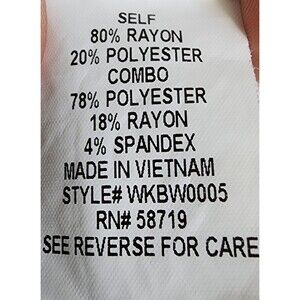 SELF
80% RAYON
20% POLYESTER
COMBO
78% POLYESTER
18% RAYON
4% SPANDEX
MADE IN VIETNAM
STYLE# WKBW0005
RN# 58719
SEE REVERSE FOR CARE